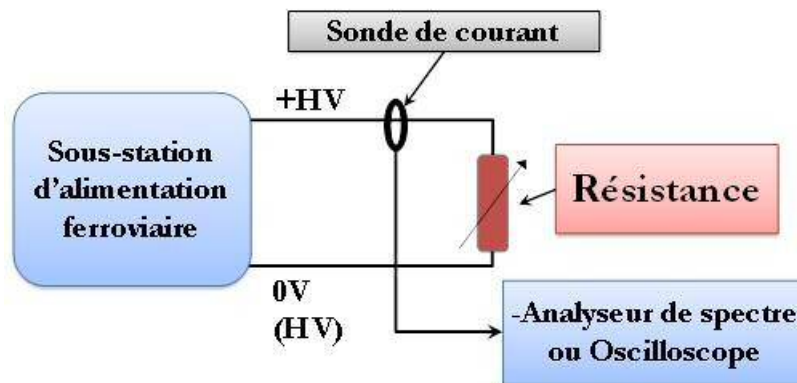 Sonde de courant
+HV
Sous-station
d’alimentation
ferroviaire
Résistance
0V
(HV)
-Analyseur de spectre
ou Oscilloscope